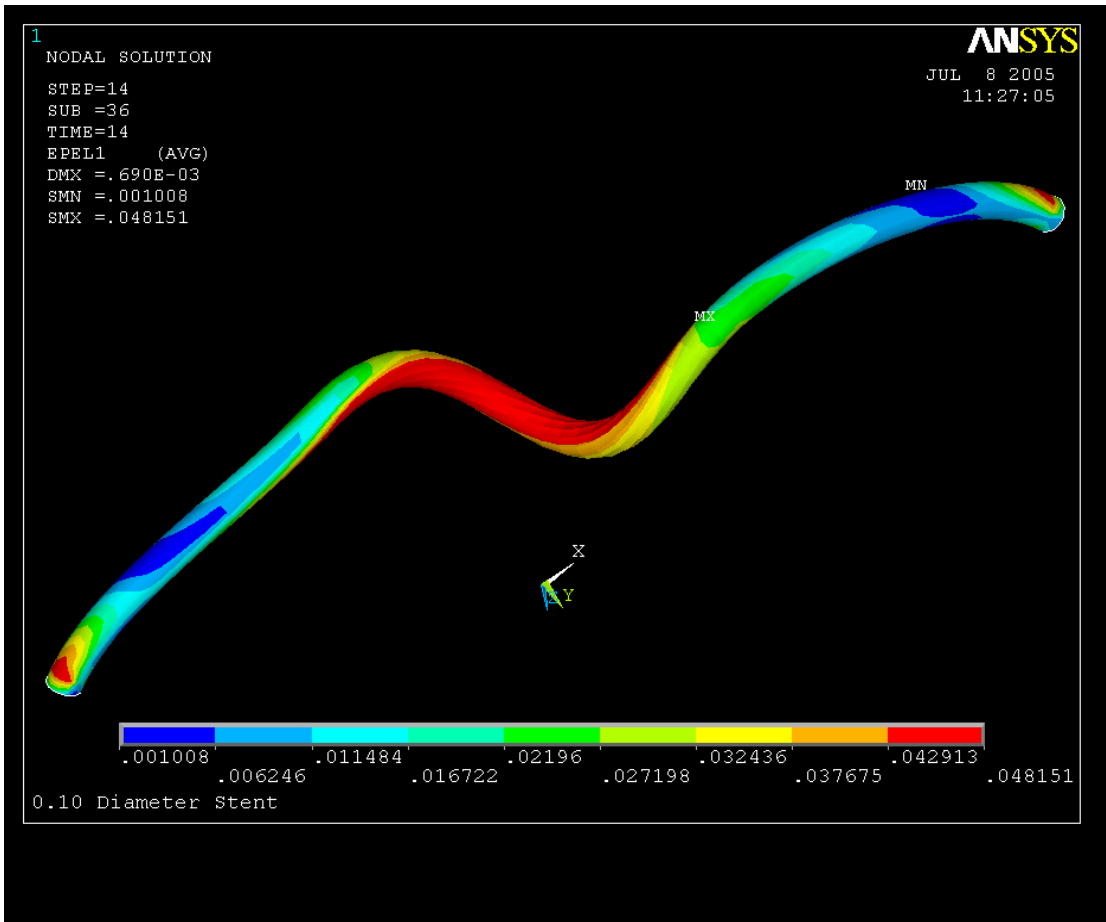 1
NODAL SOLUTION
STEP=14
SUB =36
TIME=14
EPEL1    (AVG)
DMX =.690E-03
SMN =.001008
SMX =.048151
ANSYS
JUL  8 2005
11:27:05
MN
MX
X
Z Y
.001008 .011484 .02196 .032436 .042913
.006246 .016722 .027198 .037675 .048151
0.10 Diameter Stent